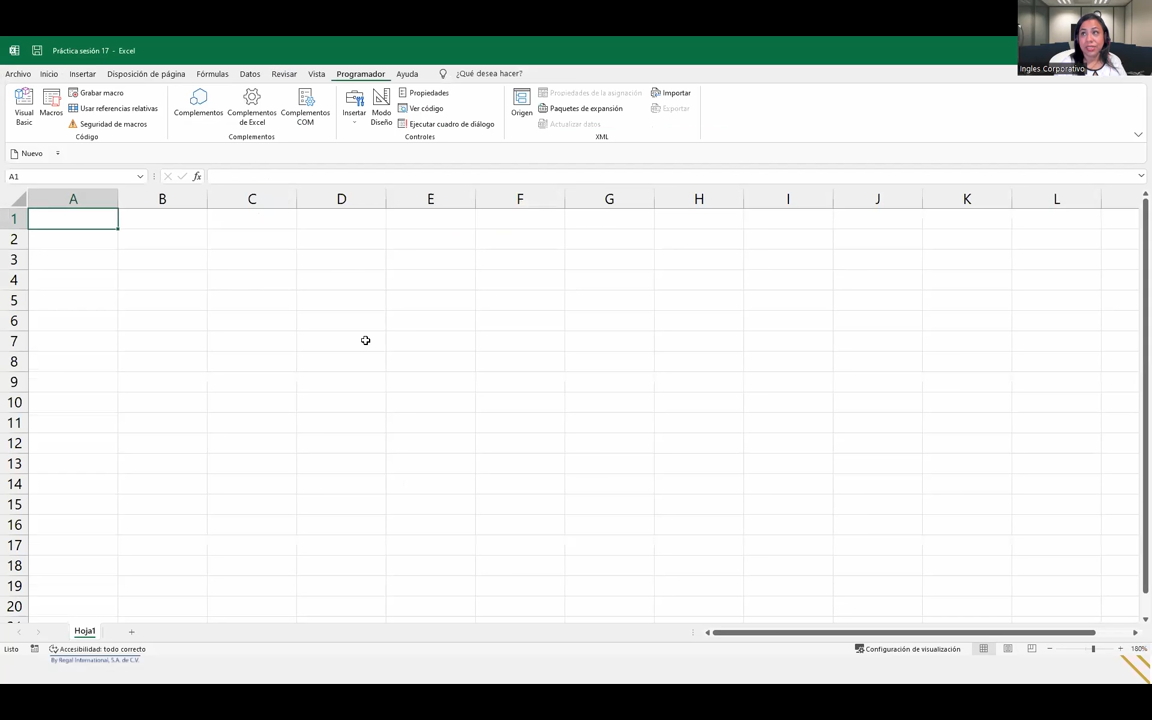 Práctica sesión 17 - Excel
Ingles Corporativo
Archivo Inicio Insertar Disposición de página Fórmulas Datos Revisar Vista Programador Ayuda ¿Qué desea hacer?
Visual Basic
Macros
Grabar macro
Usar referencias relativas
Seguridad de macros
Código
Complementos
Complementos de Excel
Complementos COM
Complementos
Insertar
Modo Diseño
Propiedades
Ver código
Ejecutar cuadro de diálogo
Controles
Origen
Propiedades de la asignación
Paquetes de expansión
Actualizar datos
Importar
Exportar
XML
Nuevo
A1
fx
A B C D E F G H I J K L
1
2
3
4
5
6
7
8
9
10
11
12
13
14
15
16
17
18
19
20
Hoja1
Listo
Accesibilidad: todo correcto
Configuración de visualización
180%
By Regal International, S.A. de C.V.